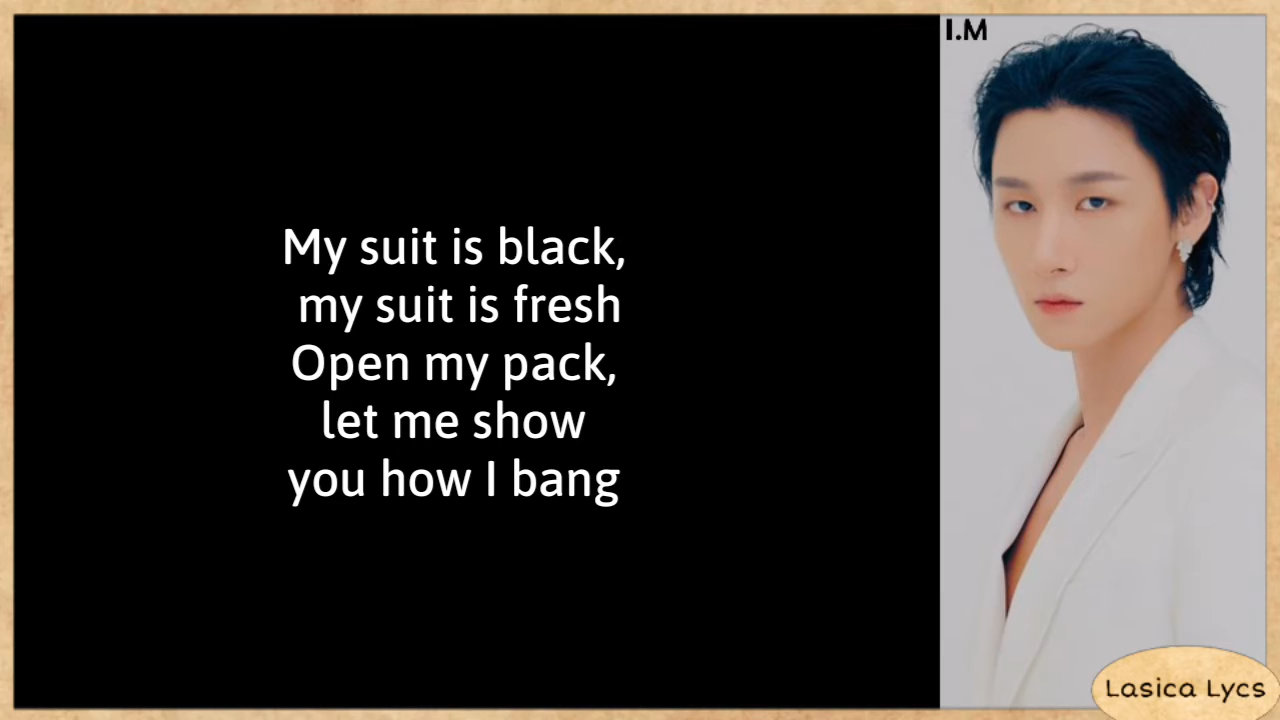 I.M
My suit is black,
my suit is fresh
Open my pack,
let me show
you how I bang
Lasica Lycs